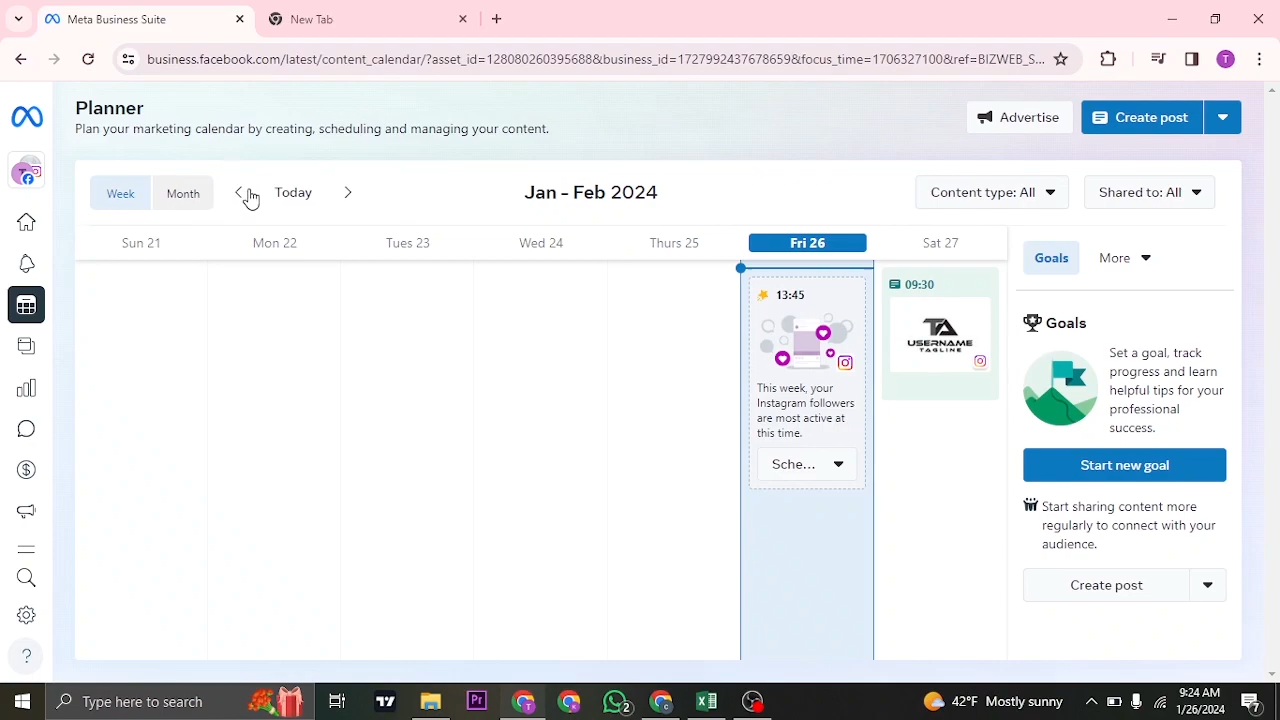 Meta Business Suite
New Tab
business.facebook.com/latest/content_calendar/?asset_id=128081260395688&business_id=1727992437678659&focus_time=1706327100&ref=BIZWEB_S...
T
Planner
Plan your marketing calendar by creating, scheduling and managing your content.
Advertise
Create post
Week
Month
Today
Jan - Feb 2024
Content type: All
Shared to: All
Sun 21
Mon 22
Tues 23
Wed 24
Thurs 25
Fri 26
Sat 27
13:45
This week, your
Instagram followers
are most active at
this time.
Sche...
09:30
TA
USERNAME
TAGLINE
Goals
More
Goals
Set a goal, track
progress and learn
helpful tips for your
professional
success.
Start new goal
Start sharing content more
regularly to connect with your
audience.
Create post
Type here to search
Pr
2
42°F Mostly sunny
9:24 AM
1/26/2024
7